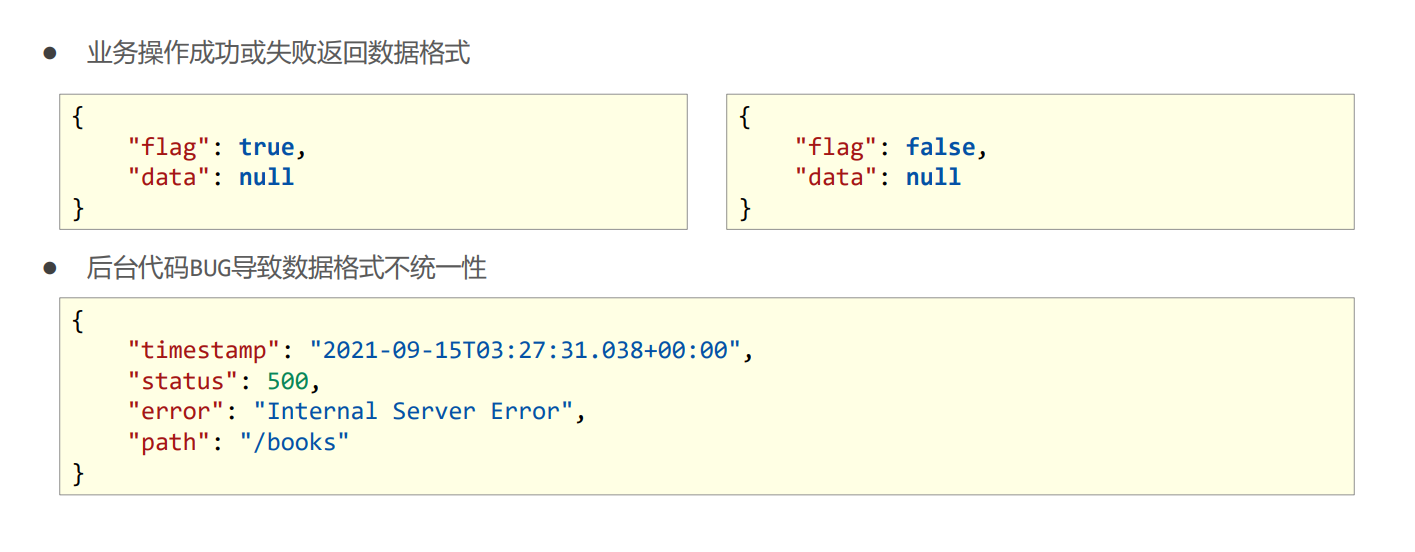 ● 业务操作成功或失败返回数据格式
{
    "flag": true,
    "data": null
}
{
    "flag": false,
    "data": null
}
● 后台代码BUG导致数据格式不统一性
{
    "timestamp": "2021-09-15T03:27:31.038+00:00",
    "status": 500,
    "error": "Internal Server Error",
    "path": "/books"
}